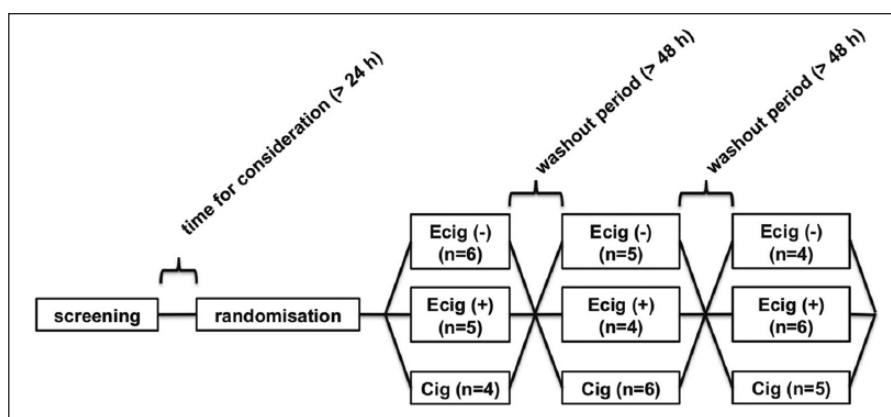 time for consideration (> 24 h)
washout period (> 48 h)
washout period (> 48 h)
screening
randomisation
Ecig (-)
(n=6)
Ecig (+)
(n=5)
Cig (n=4)
Ecig (-)
(n=5)
Ecig (+)
(n=4)
Cig (n=6)
Ecig (-)
(n=4)
Ecig (+)
(n=6)
Cig (n=5)